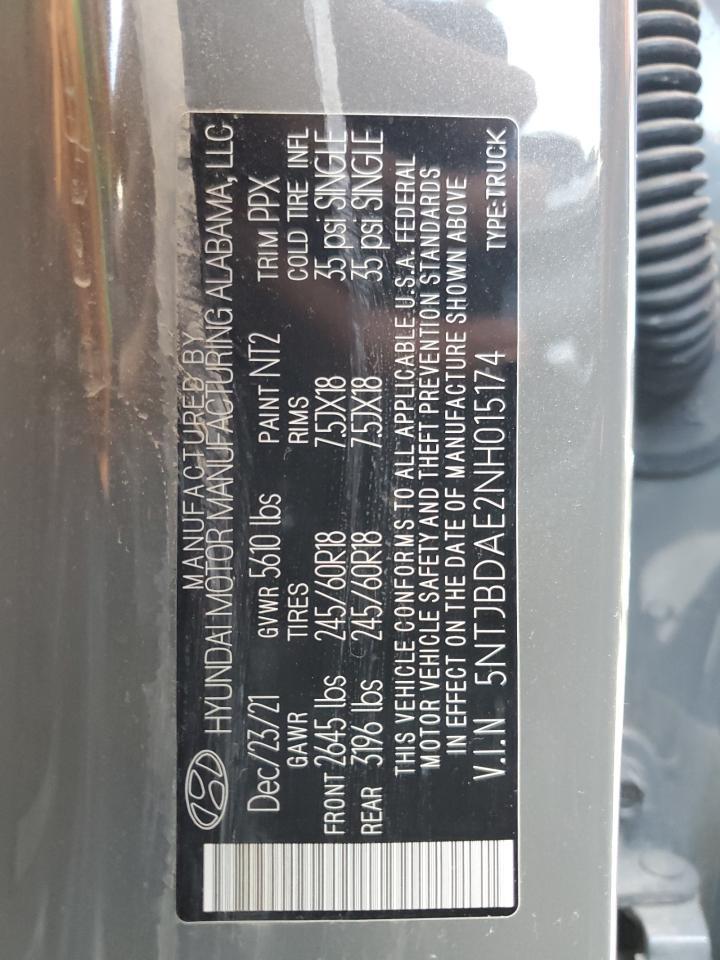 MANUFACTURED BY
HYUNDAI MOTOR MANUFACTURING ALABAMA, LLC
Dec/23/21 GVWR 5610 lbs PAINT NT2 TRIM PPX
GAWR TIRES RIMS COLD TIRE INFL
FRONT 2645 lbs 245/60R18 7.5JX18 35 psi SINGLE
REAR 3196 lbs 245/60R18 7.5JX18 35 psi SINGLE
THIS VEHICLE CONFORMS TO ALL APPLICABLE U.S.A. FEDERAL
MOTOR VEHICLE SAFETY AND THEFT PREVENTION STANDARDS
IN EFFECT ON THE DATE OF MANUFACTURE SHOWN ABOVE
V.I.N 5NTJBDAE2NH015174 TYPE:TRUCK